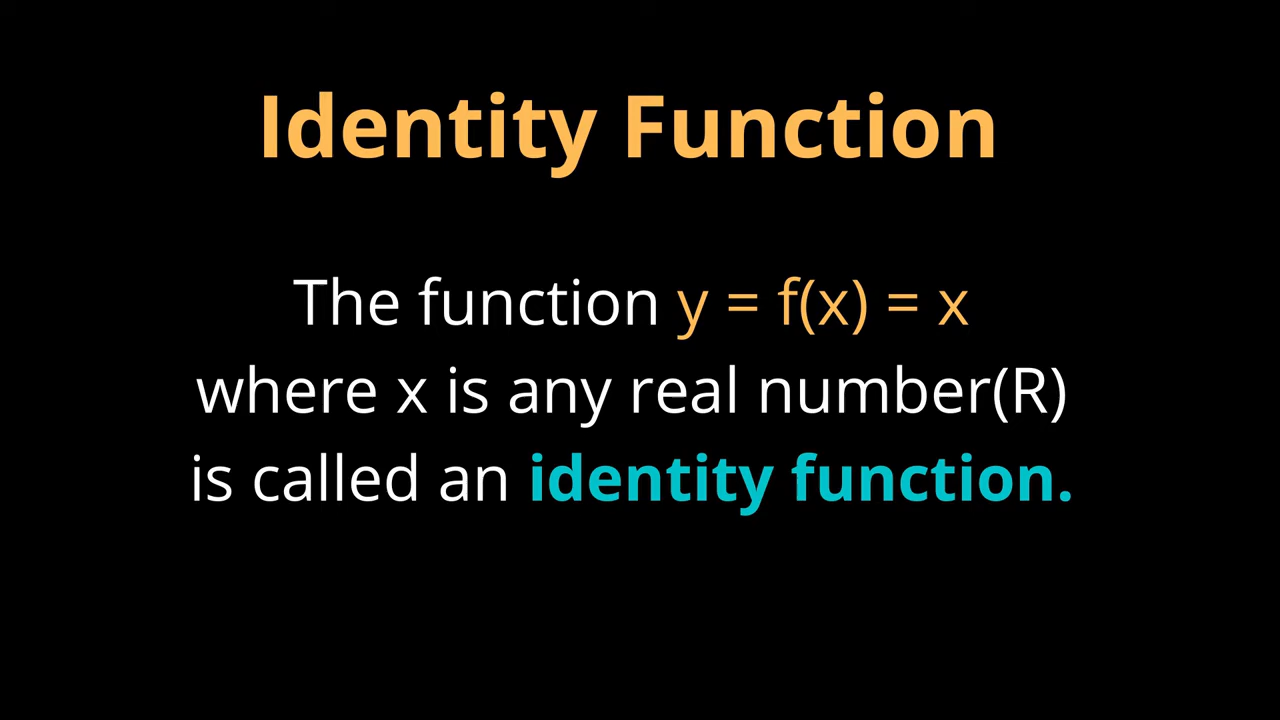 Identity Function
The function y = f(x) = x
where x is any real number(R)
is called an identity function.